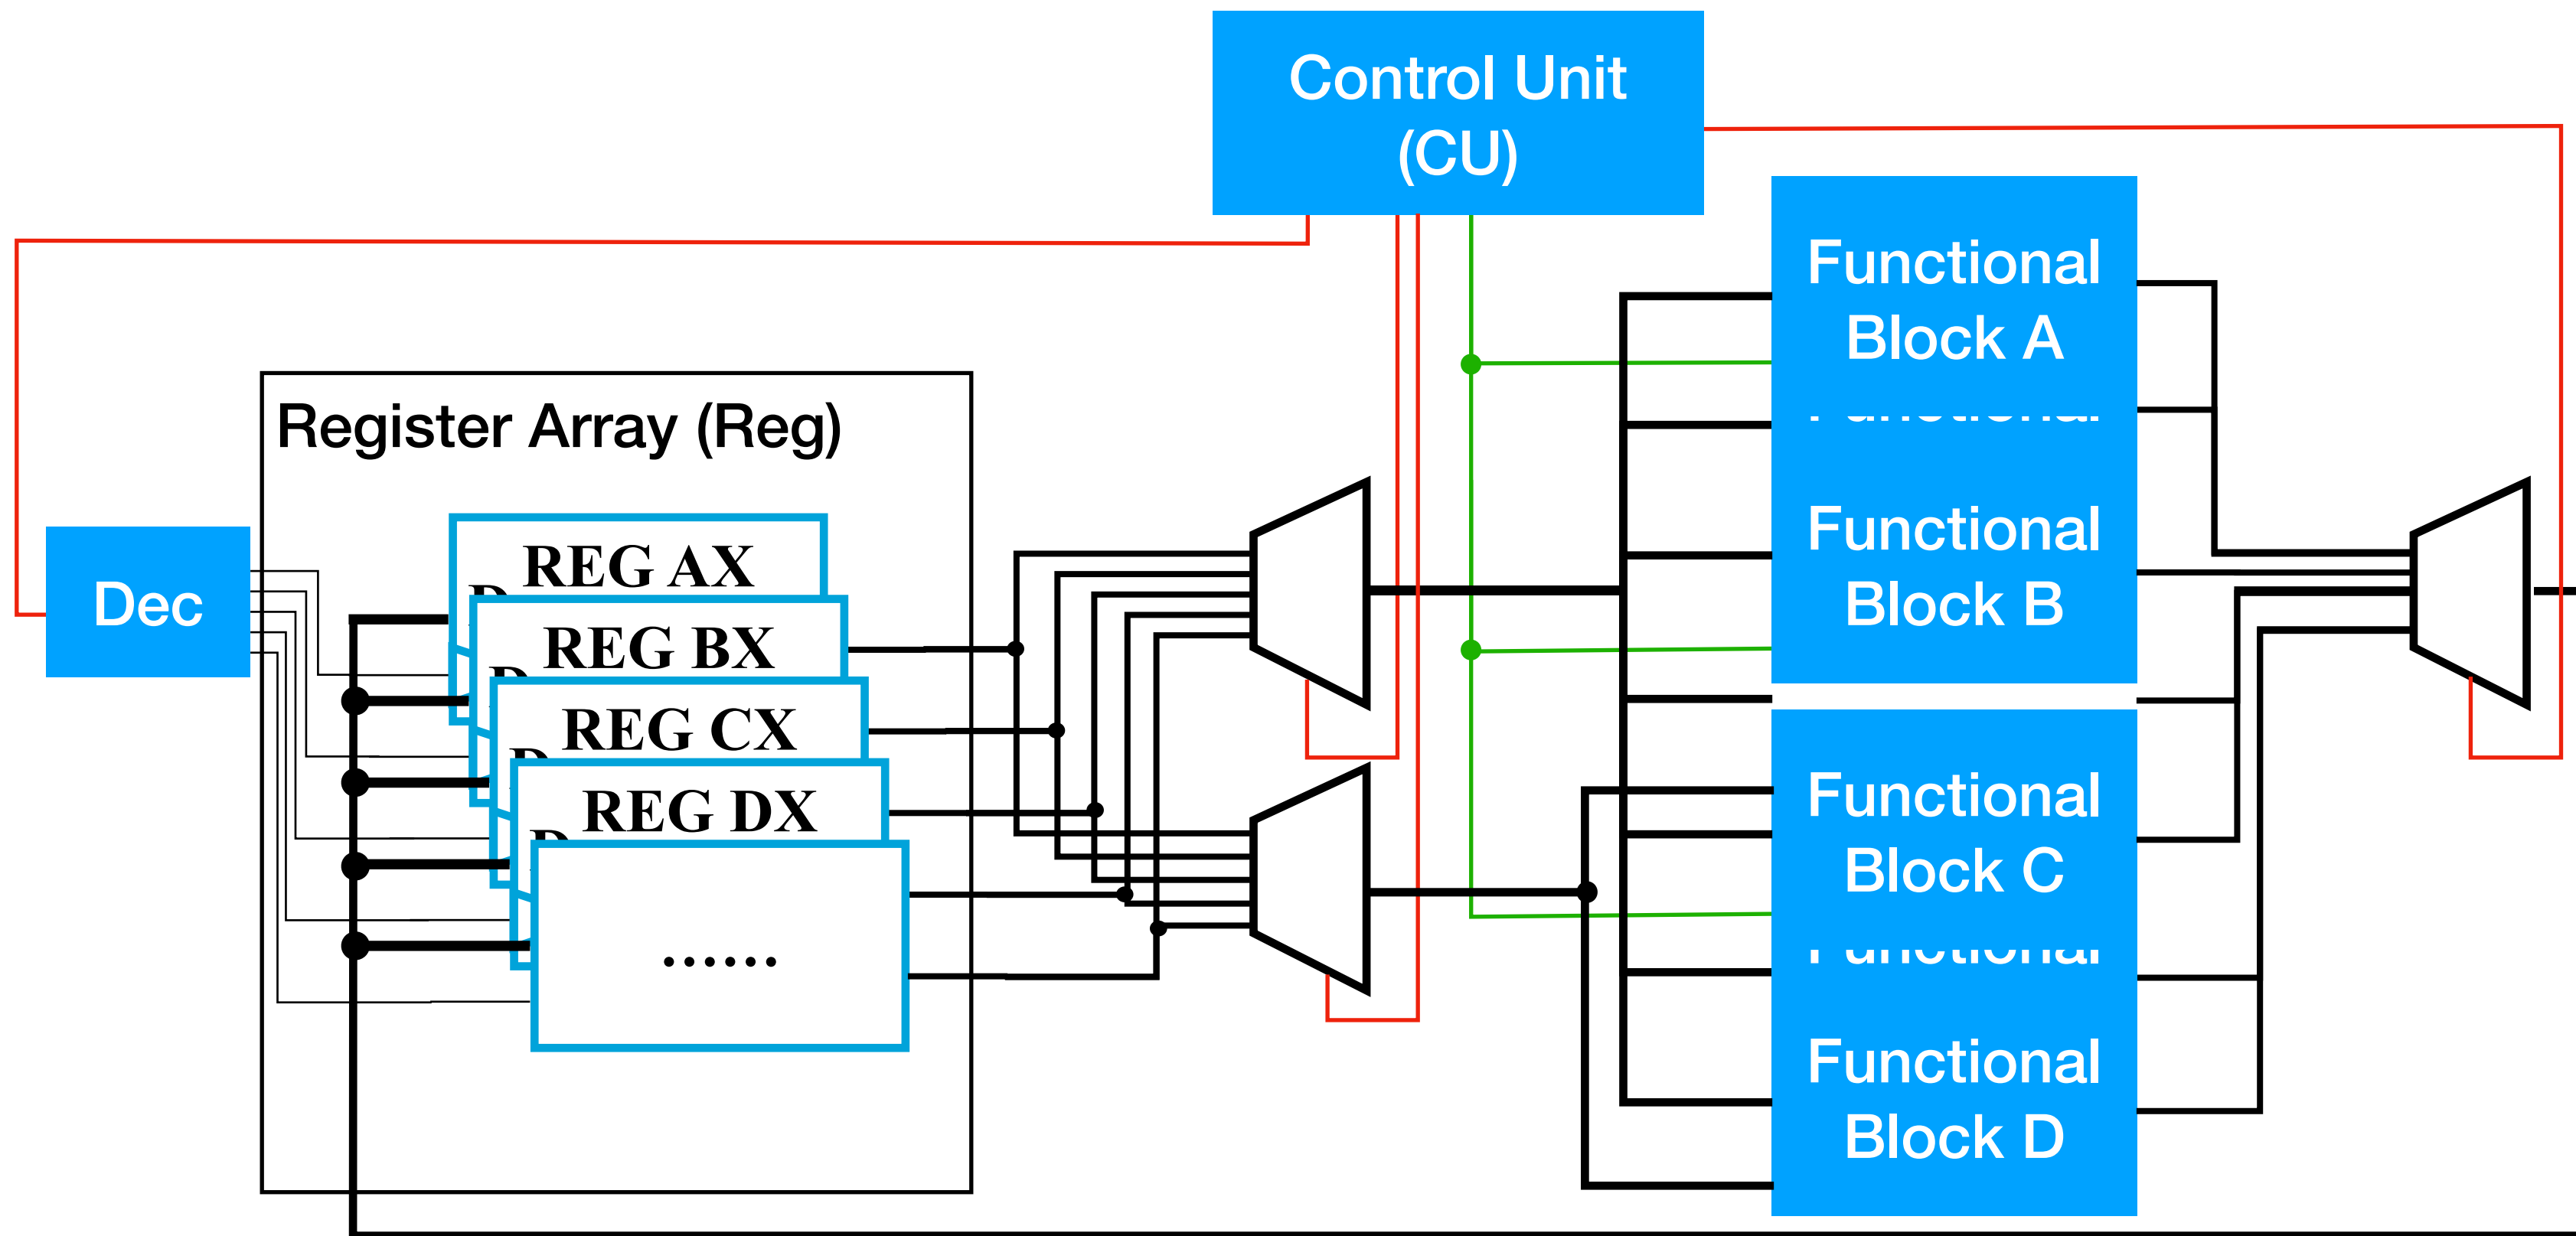 Control Unit
(CU)
Functional
Block A
Register Array (Reg)
Functional
Block B
Dec
REG AX
REG BX
REG CX
REG DX
......
Functional
Block C
Functional
Block D